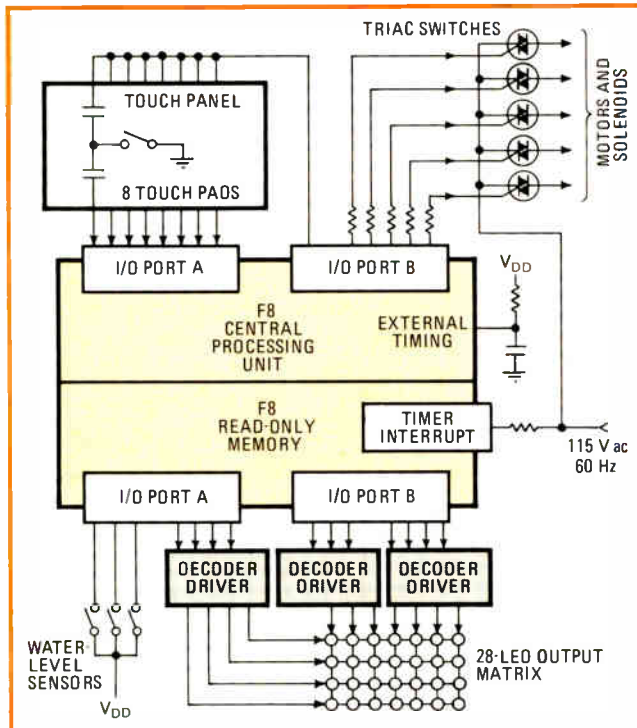 TRIAC SWITCHES
TOUCH PANEL
8 TOUCH PADS
MOTORS AND
SOLENOIDS
I/O PORT A
I/O PORT B
VDD
F8
CENTRAL
PROCESSING
UNIT
EXTERNAL
TIMING
F8
READ-ONLY
MEMORY
TIMER
INTERRUPT
115 V ac
60 Hz
I/O PORT A
I/O PORT B
DECODER
DRIVER
DECODER
DRIVER
DECODER
DRIVER
WATER-
LEVEL
SENSORS
VDD
28-LED OUTPUT
MATRIX